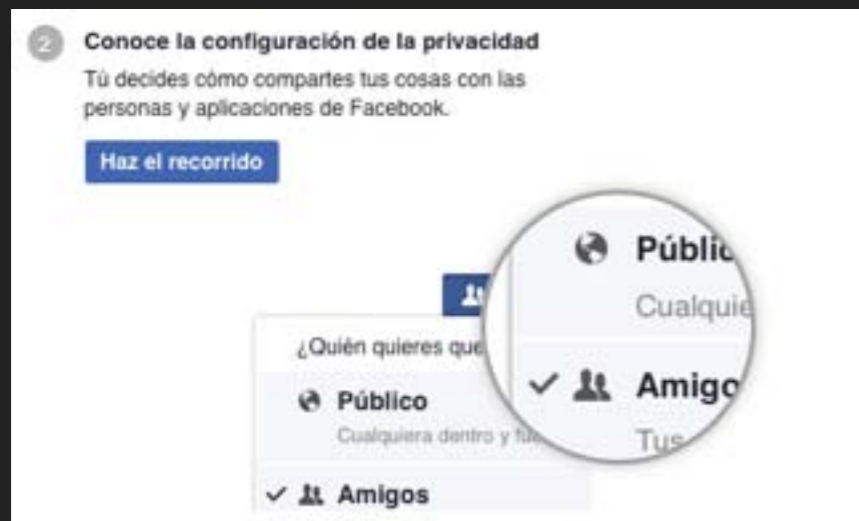 2 Conoce la configuración de la privacidad
Tú decides cómo compartes tus cosas con las
personas y aplicaciones de Facebook.
Haz el recorrido
¿Quién quieres que
Público
Cualquiera dentro y
Amigos
Públic
Cualquie
Amigo
Tus